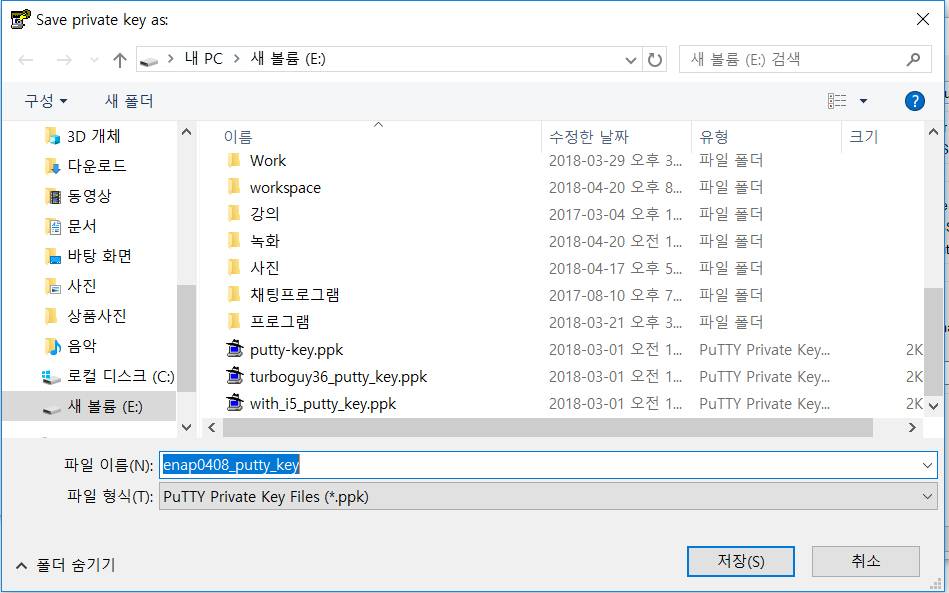 Save private key as:
내 PC > 새 볼륨 (E:)
새 볼륨 (E:) 검색
구성
새 폴더
3D 개체
다운로드
동영상
문서
바탕 화면
사진
상품사진
음악
로컬 디스크 (C:)
새 볼륨 (E:)
이름 수정한 날짜 유형 크기
Work 2018-03-29 오후 3... 파일 폴더
workspace 2018-04-20 오후 8... 파일 폴더
강의 2017-03-04 오후 1... 파일 폴더
녹화 2018-04-20 오전 1... 파일 폴더
사진 2018-04-17 오후 5... 파일 폴더
채팅프로그램 2017-08-10 오후 7... 파일 폴더
프로그램 2018-03-21 오후 3... 파일 폴더
putty-key.ppk 2018-03-01 오전 1... PuTTY Private Key... 2K
turboguy36_putty_key.ppk 2018-03-01 오전 1... PuTTY Private Key... 2K
with_i5_putty_key.ppk 2018-03-01 오전 1... PuTTY Private Key... 2K
파일 이름(N): enap0408_putty_key
파일 형식(T): PuTTY Private Key Files (*.ppk)
폴더 숨기기
저장(S)
취소